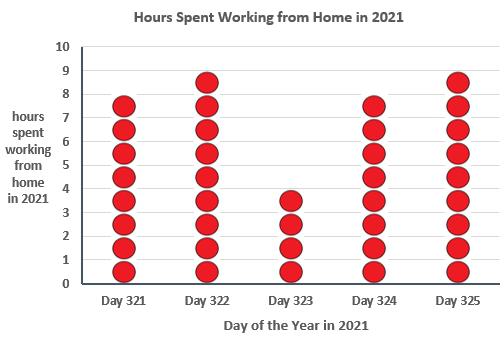 Hours Spent Working from Home in 2021
10
9
8
7
6
5
4
3
2
1
0
hours
spent
working
from
home
in 2021
Day 321 Day 322 Day 323 Day 324 Day 325
Day of the Year in 2021